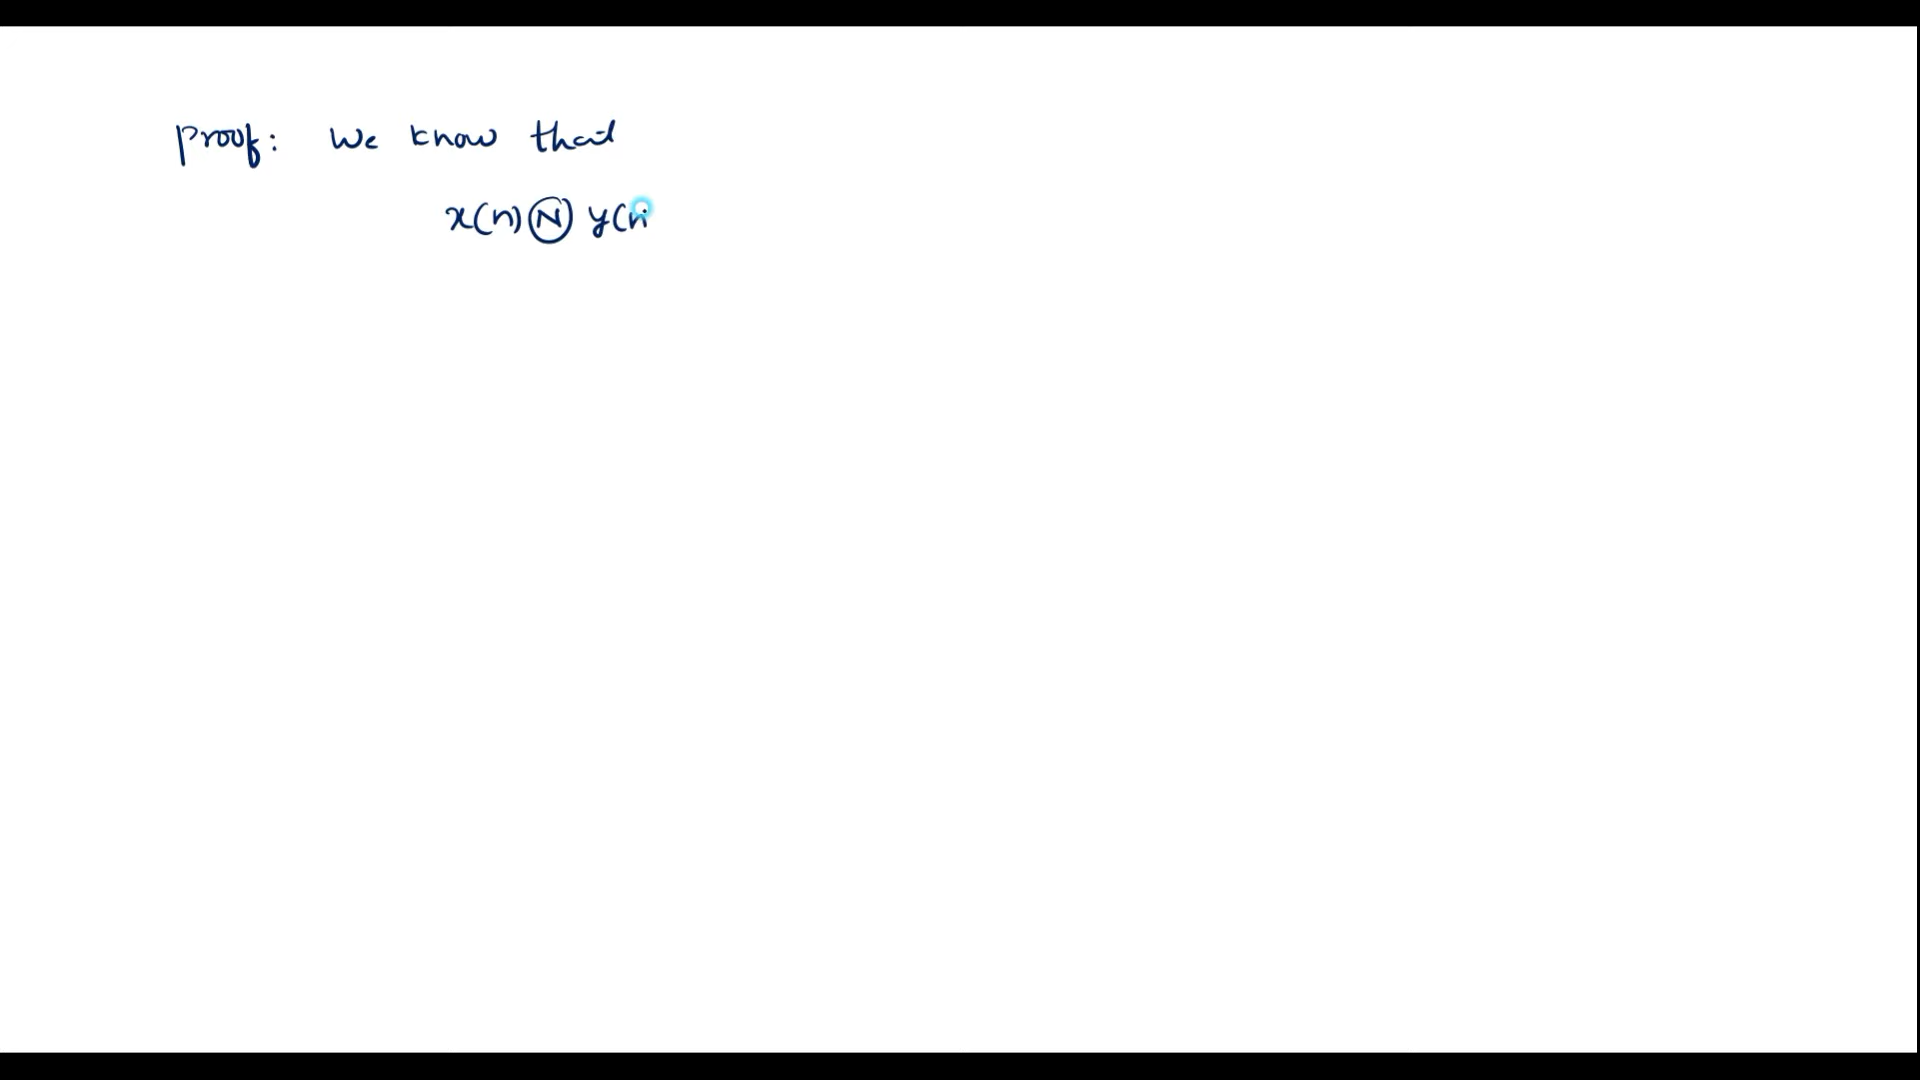 Proof: We know that
x(n) Ⓝ y(n